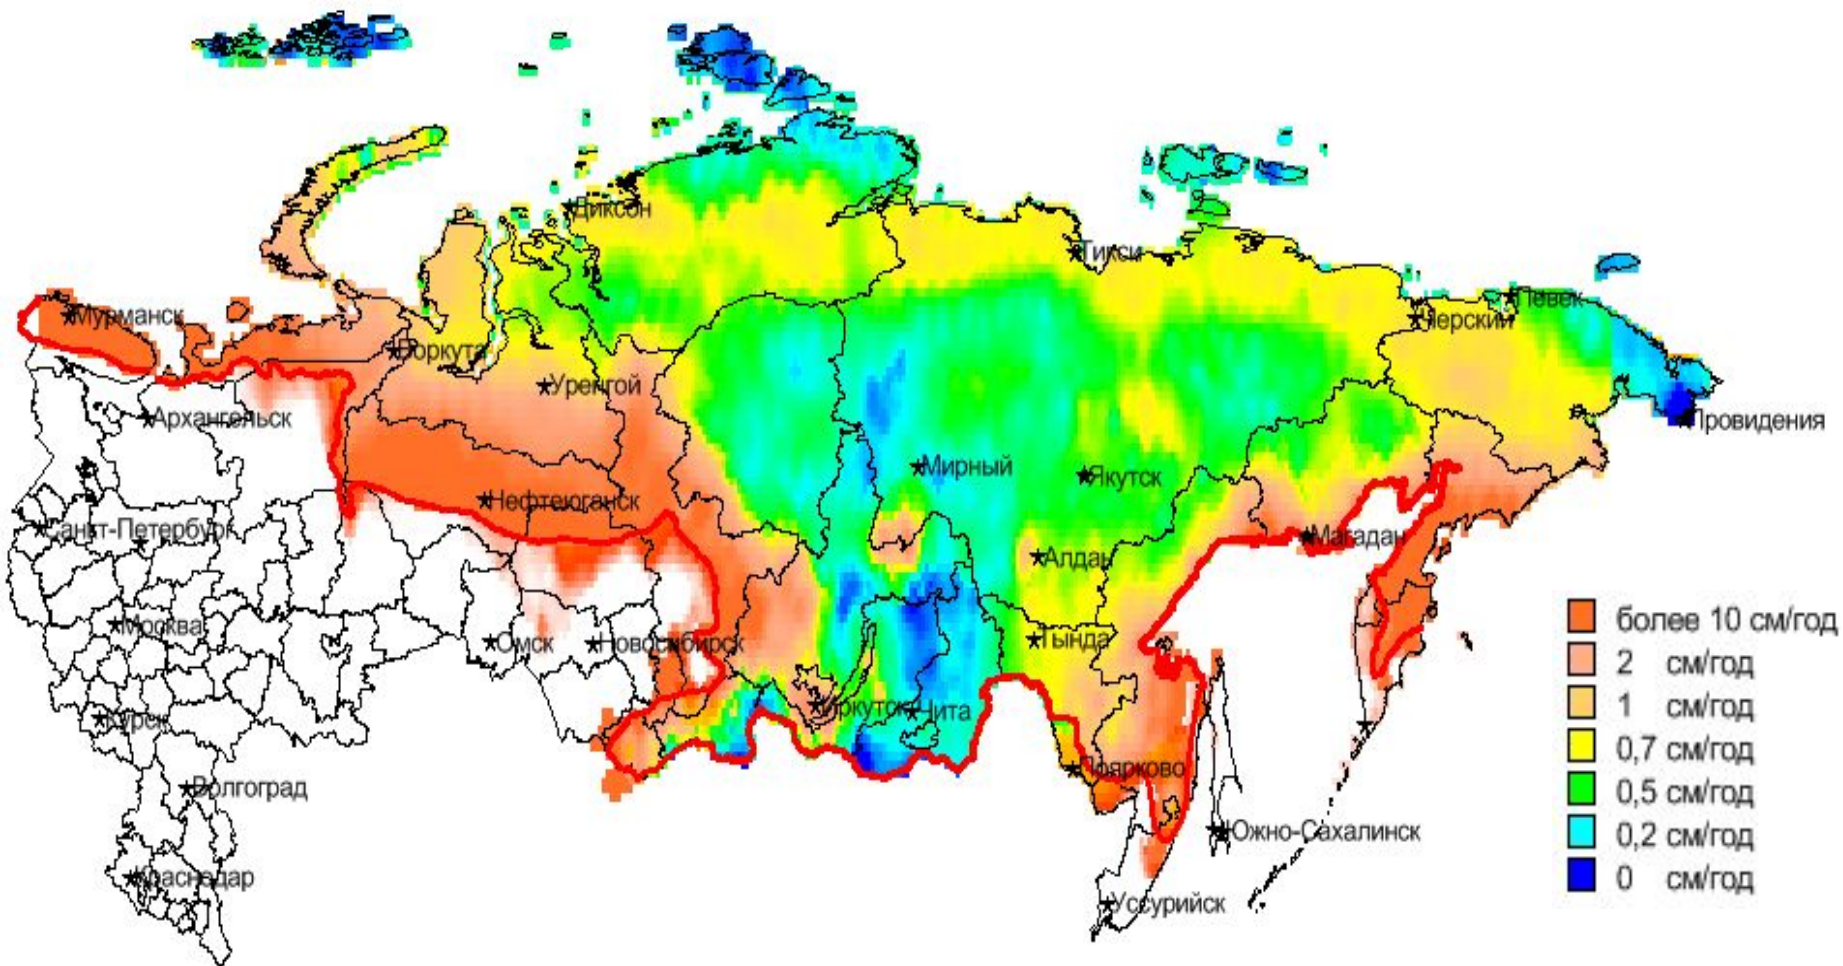 Диксон
Тикси
Певек
Мурманск
Черский
Воркута
Уренгой
Архангельск
Провидения
Мирный
Якутск
Нефтеюганск
Санкт-Петербург
Магадан
Алдан
Москва
Омск
Новосибирск
Тында
Иркутск
Чита
Курск
Поярково
Волгоград
Южно-Сахалинск
Краснодар
Уссурийск
более 10 см/год
2 см/год
1 см/год
0,7 см/год
0,5 см/год
0,2 см/год
0 см/год